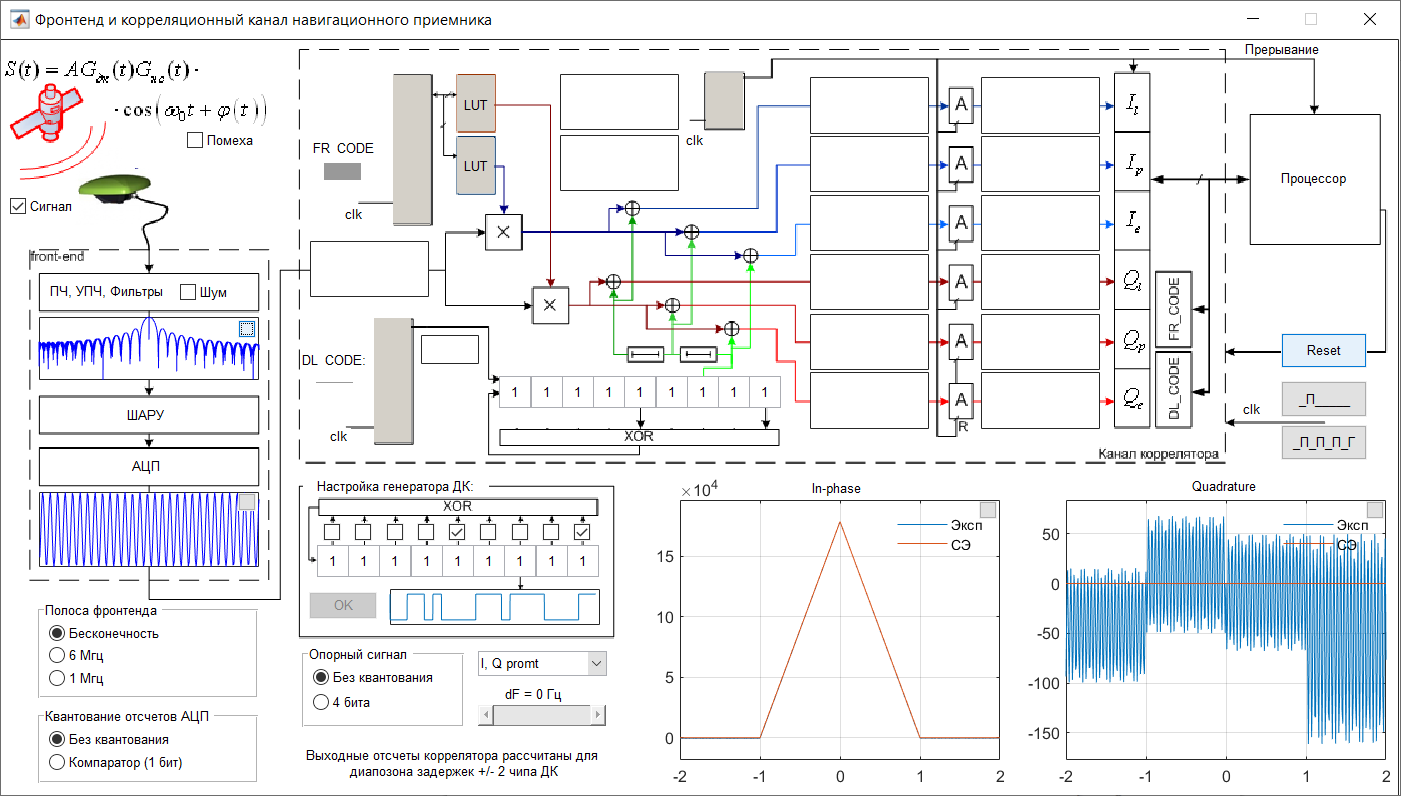 Фронтенд и корреляционный канал навигационного приемника
S(t) = AG_дк(t)G_нс(t) ·
· cos(ω₀t + φ(t))
Помеха
Сигнал
front-end
ПЧ, УПЧ, Фильтры
Шум
ШАРУ
АЦП
Полоса фронтенда
Бесконечность
6 Мгц
1 Мгц
Квантование отсчетов АЦП
Без квантования
Компаратор (1 бит)
FR CODE
clk
LUT
LUT
clk
×
×
DL CODE:
clk
1 1 1 1 1 1 1 1 1
XOR
A
A
A
A
A
A
R
I_l
I_p
I_e
Q_l
Q_p
Q_e
FR_CODE
DL_CODE
Канал коррелятора
Прерывание
Процессор
Reset
_П_____
clk
_П_П_П_Г
Настройка генератора ДК:
XOR
1 1 1 1 1 1 1 1 1
OK
Опорный сигнал
Без квантования
4 бита
I, Q promt
dF = 0 Гц
Выходные отсчеты коррелятора рассчитаны для
диапозона задержек +/- 2 чипа ДК
×10⁴
In-phase
Эксп
СЭ
15
10
5
0
-2 -1 0 1 2
Quadrature
Эксп
СЭ
50
0
-50
-100
-150
-2 -1 0 1 2